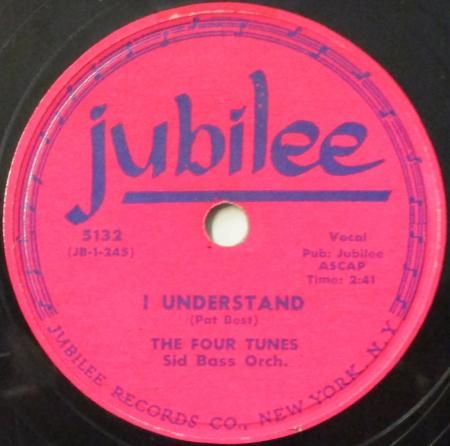 jubilee
5132
(JB-1-245)
Vocal
Pub: Jubilee
ASCAP
Time: 2:41
I UNDERSTAND
(Pat Best)
THE FOUR TUNES
Sid Bass Orch.
JUBILEE RECORDS CO., NEW YORK, N.Y.